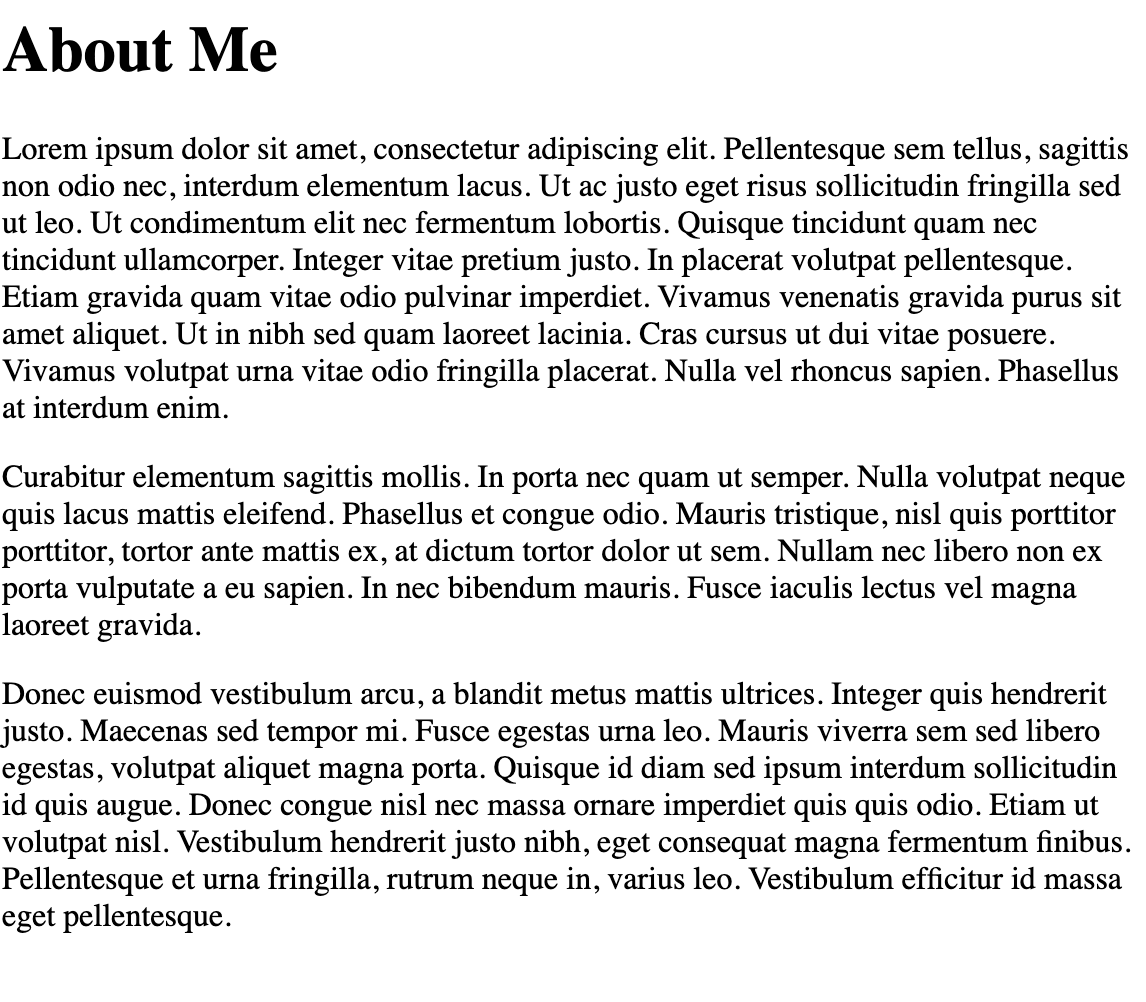 About Me
Lorem ipsum dolor sit amet, consectetur adipiscing elit. Pellentesque sem tellus, sagittis
non odio nec, interdum elementum lacus. Ut ac justo eget risus sollicitudin fringilla sed
ut leo. Ut condimentum elit nec fermentum lobortis. Quisque tincidunt quam nec
tincidunt ullamcorper. Integer vitae pretium justo. In placerat volutpat pellentesque.
Etiam gravida quam vitae odio pulvinar imperdiet. Vivamus venenatis gravida purus sit
amet aliquet. Ut in nibh sed quam laoreet lacinia. Cras cursus ut dui vitae posuere.
Vivamus volutpat urna vitae odio fringilla placerat. Nulla vel rhoncus sapien. Phasellus
at interdum enim.
Curabitur elementum sagittis mollis. In porta nec quam ut semper. Nulla volutpat neque
quis lacus mattis eleifend. Phasellus et congue odio. Mauris tristique, nisl quis porttitor
porttitor, tortor ante mattis ex, at dictum tortor dolor ut sem. Nullam nec libero non ex
porta vulputate a eu sapien. In nec bibendum mauris. Fusce iaculis lectus vel magna
laoreet gravida.
Donec euismod vestibulum arcu, a blandit metus mattis ultrices. Integer quis hendrerit
justo. Maecenas sed tempor mi. Fusce egestas urna leo. Mauris viverra sem sed libero
egestas, volutpat aliquet magna porta. Quisque id diam sed ipsum interdum sollicitudin
id quis augue. Donec congue nisl nec massa ornare imperdiet quis quis odio. Etiam ut
volutpat nisl. Vestibulum hendrerit justo nibh, eget consequat magna fermentum finibus.
Pellentesque et urna fringilla, rutrum neque in, varius leo. Vestibulum efficitur id massa
eget pellentesque.